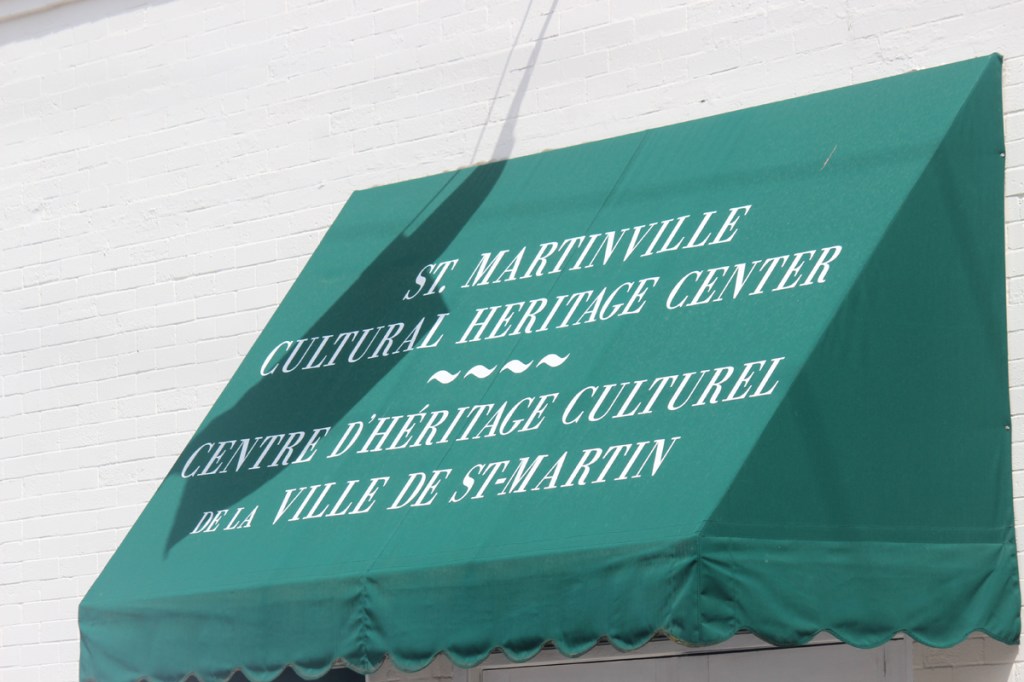 ST. MARTINVILLE
CULTURAL HERITAGE CENTER
CENTRE D'HÉRITAGE CULTUREL
DE LA VILLE DE ST-MARTIN